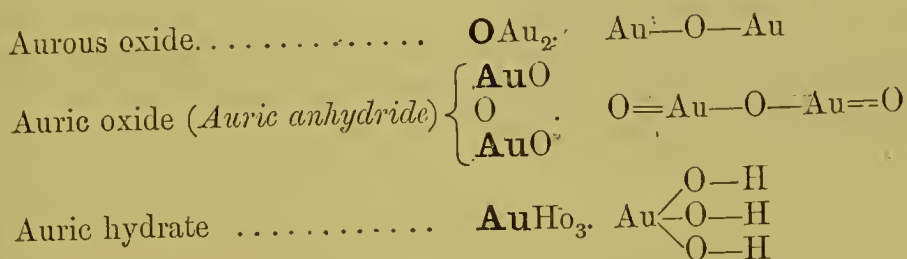 Aurous oxide. . . . . . . . . . . . . . . OAu₂. Au—O—Au
AuO
Auric oxide (Auric anhydride) { O . O=Au—O—Au=O
AuO
O—H
Auric hydrate . . . . . . . . . . . . AuHo₃. Au—O—H
O—H